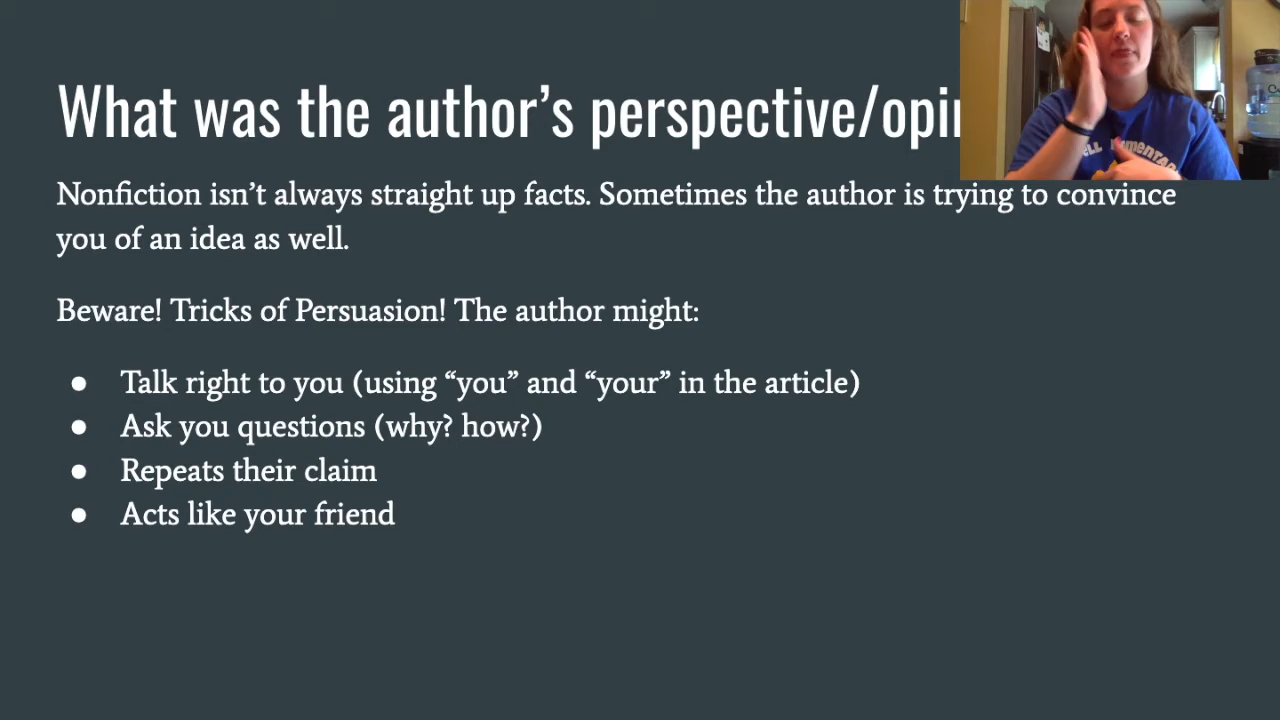 What was the author’s perspective/opi
Nonfiction isn’t always straight up facts. Sometimes the author is trying to convince
you of an idea as well.
Beware! Tricks of Persuasion! The author might:
● Talk right to you (using “you” and “your” in the article)
● Ask you questions (why? how?)
● Repeats their claim
● Acts like your friend